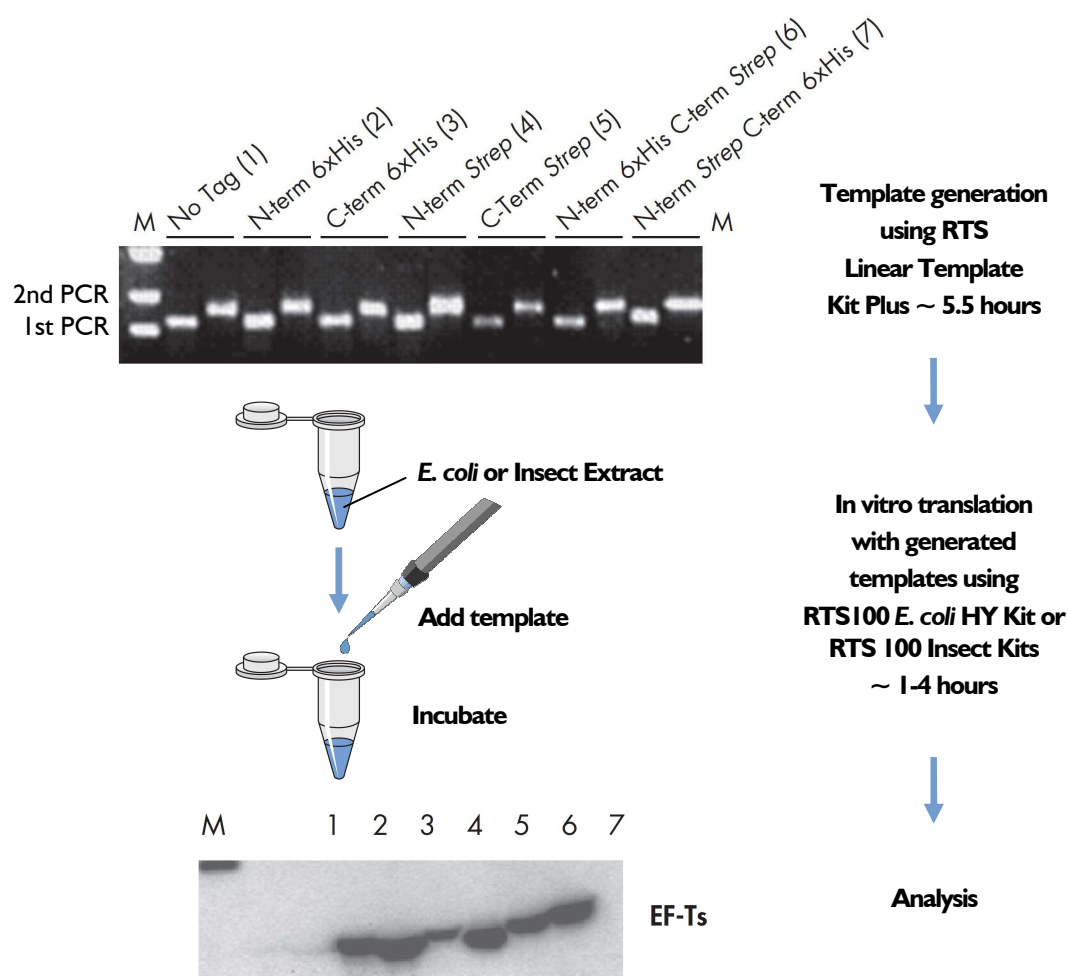 No Tag (1)
N-term 6xHis (2)
C-term 6xHis (3)
N-term Strep (4)
C-Term Strep (5)
N-term 6xHis C-term Strep (6)
N-term Strep C-term 6xHis (7)
M
M
2nd PCR
1st PCR
Template generation
using RTS
Linear Template
Kit Plus ~ 5.5 hours
E. coli or Insect Extract
Add template
Incubate
In vitro translation
with generated
templates using
RTS100 E. coli HY Kit or
RTS 100 Insect Kits
~ 1-4 hours
M 1 2 3 4 5 6 7
EF-Ts
Analysis